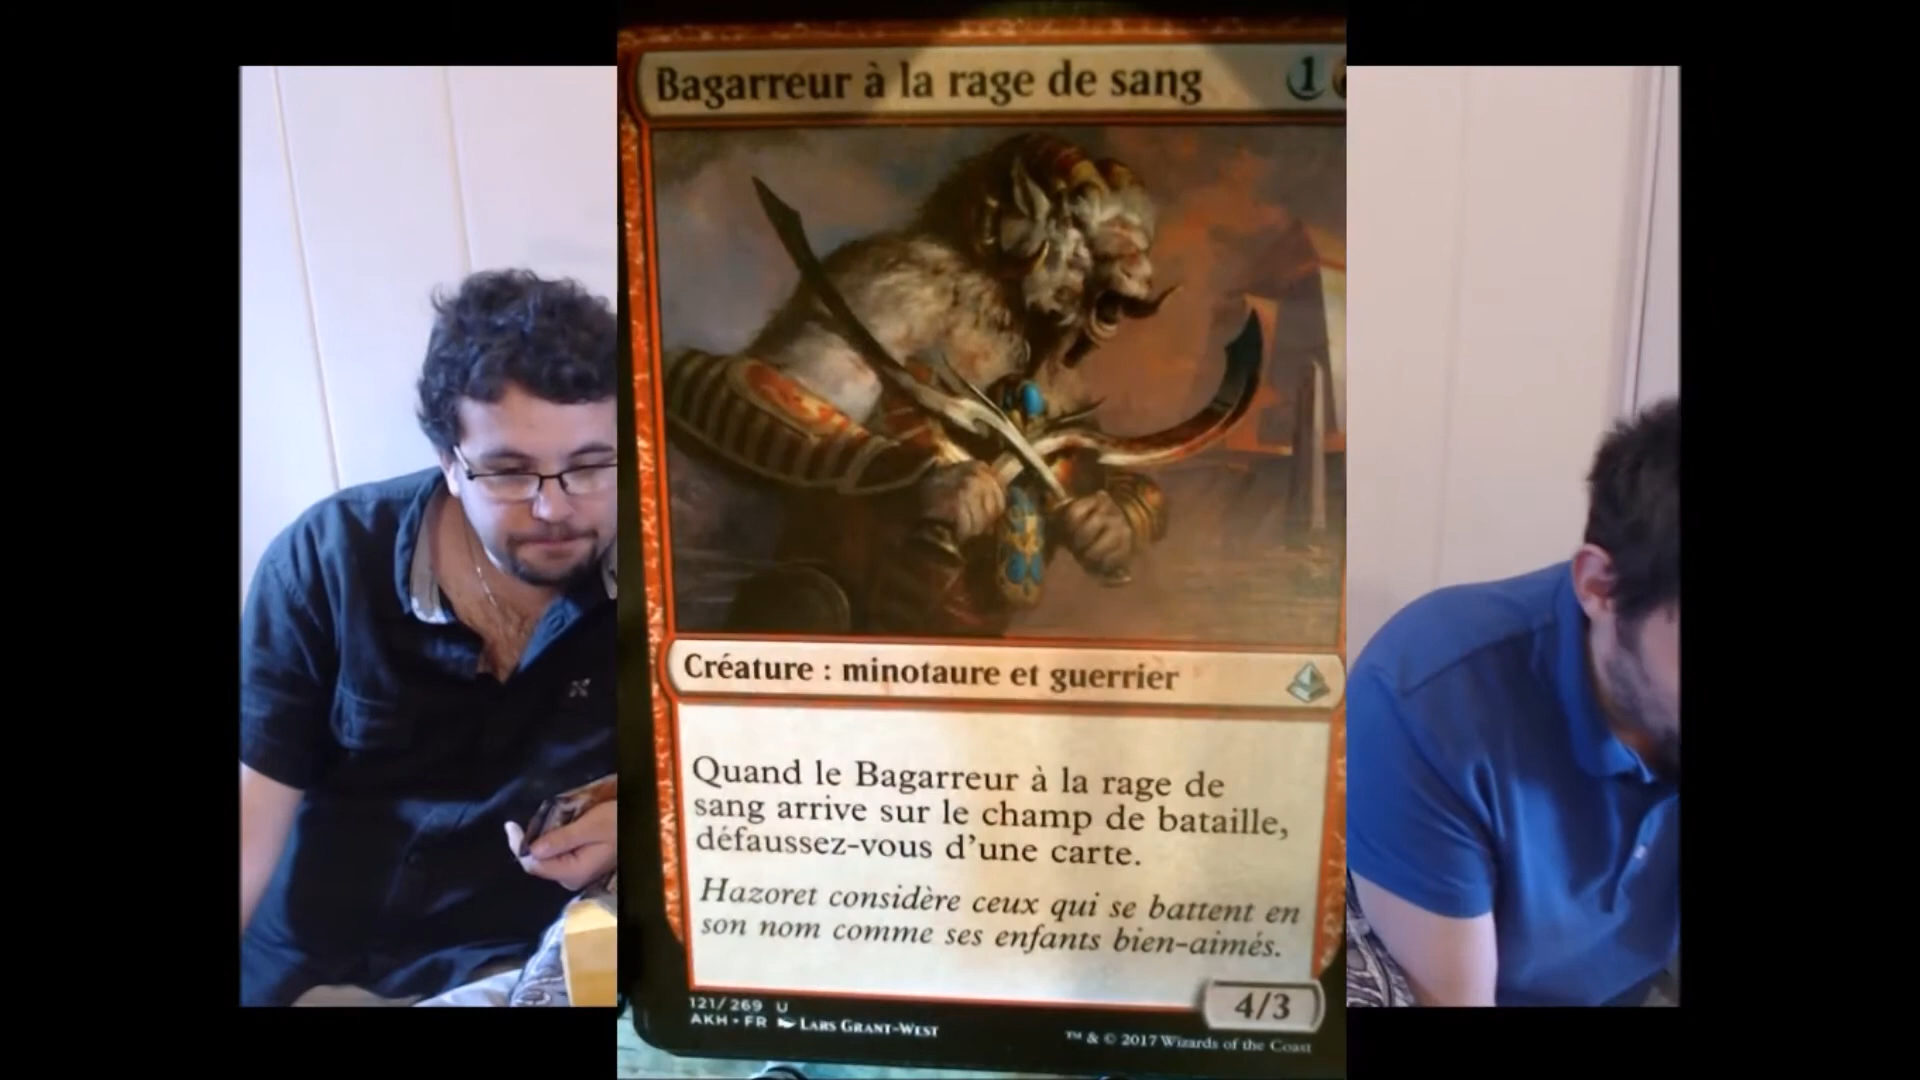 Bagarreur à la rage de sang 1
Créature : minotaure et guerrier
Quand le Bagarreur à la rage de
sang arrive sur le champ de bataille,
défaussez-vous d'une carte.
Hazoret considère ceux qui se battent en
son nom comme ses enfants bien-aimés.
4/3
121/269 U
AKH • FR LARS GRANT-WEST
™ & © 2017 Wizards of the Coast